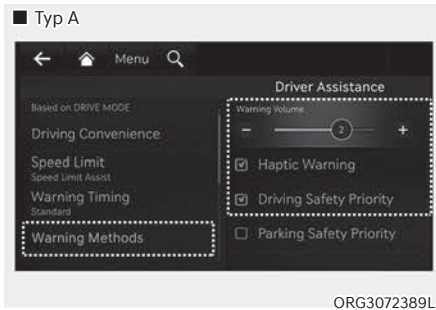 ■ Typ A
Menu
Driver Assistance
Based on DRIVE MODE
Driving Convenience
Speed Limit
Speed Limit Assist
Warning Timing
Standard
Warning Methods
Warning Volume
- 2 +
Haptic Warning
Driving Safety Priority
Parking Safety Priority
ORG3072389L